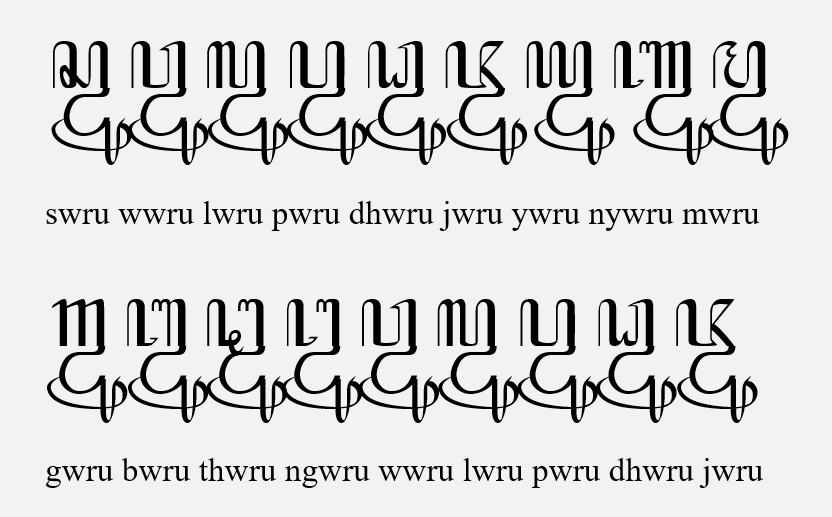 ꦱ꧀ꦮꦿꦸꦮ꧀ꦮꦿꦸꦭ꧀ꦮꦿꦸꦥ꧀ꦮꦿꦸꦝ꧀ꦮꦿꦸꦗ꧀ꦮꦿꦸꦪ꧀ꦮꦿꦸꦚ꧀ꦮꦿꦸꦩ꧀ꦮꦿꦸ
swru wwru lwru pwru dhwru jwru ywru nywru mwru
ꦒ꧀ꦮꦿꦸꦧ꧀ꦮꦿꦸꦛ꧀ꦮꦿꦸꦔ꧀ꦮꦿꦸꦮ꧀ꦮꦿꦸꦭ꧀ꦮꦿꦸꦥ꧀ꦮꦿꦸꦝ꧀ꦮꦿꦸꦗ꧀ꦮꦿꦸ
gwru bwru thwru ngwru wwru lwru pwru dhwru jwru